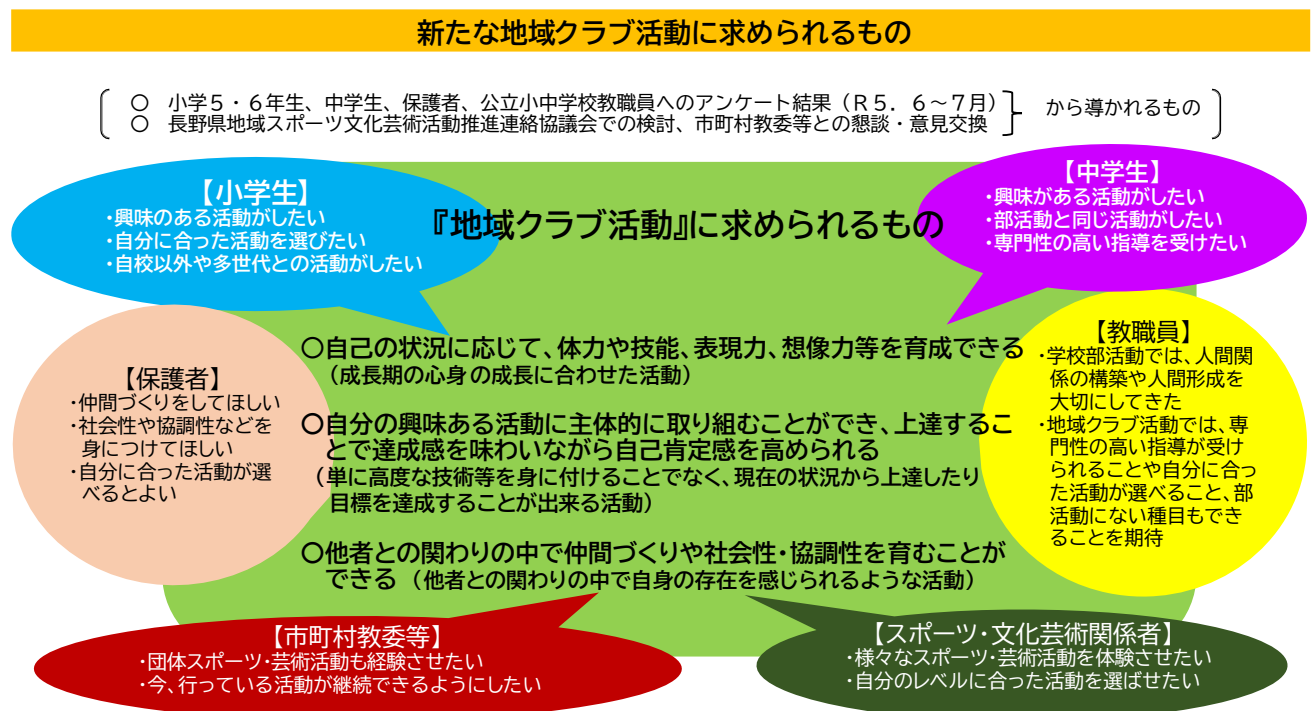 新たな地域クラブ活動に求められるもの
○ 小学５・６年生、中学生、保護者、公立小中学校教職員へのアンケート結果（Ｒ５．６～７月）
○ 長野県地域スポーツ文化芸術活動推進連絡協議会での検討、市町村教委等との懇談・意見交換
から導かれるもの
【小学生】
・興味のある活動がしたい
・自分に合った活動を選びたい
・自校以外や多世代との活動がしたい
『地域クラブ活動』に求められるもの
【中学生】
・興味がある活動がしたい
・部活動と同じ活動がしたい
・専門性の高い指導を受けたい
【保護者】
・仲間づくりをしてほしい
・社会性や協調性などを
身につけてほしい
・自分に合った活動が選
べるとよい
○自己の状況に応じて、体力や技能、表現力、想像力等を育成できる
（成長期の心身の成長に合わせた活動）
○自分の興味ある活動に主体的に取り組むことができ、上達するこ
とで達成感を味わいながら自己肯定感を高められる
（単に高度な技術等を身に付けることでなく、現在の状況から上達したり
目標を達成することが出来る活動）
○他者との関わりの中で仲間づくりや社会性・協調性を育むことが
できる（他者との関わりの中で自身の存在を感じられるような活動）
【教職員】
・学校部活動では、人間関
係の構築や人間形成を
大切にしてきた
・地域クラブ活動では、専
門性の高い指導が受け
られることや自分に合っ
た活動が選べること、部
活動にない種目もでき
ることを期待
【市町村教委等】
・団体スポーツ・芸術活動も経験させたい
・今、行っている活動が継続できるようにしたい
【スポーツ・文化芸術関係者】
・様々なスポーツ・芸術活動を体験させたい
・自分のレベルに合った活動を選ばせたい